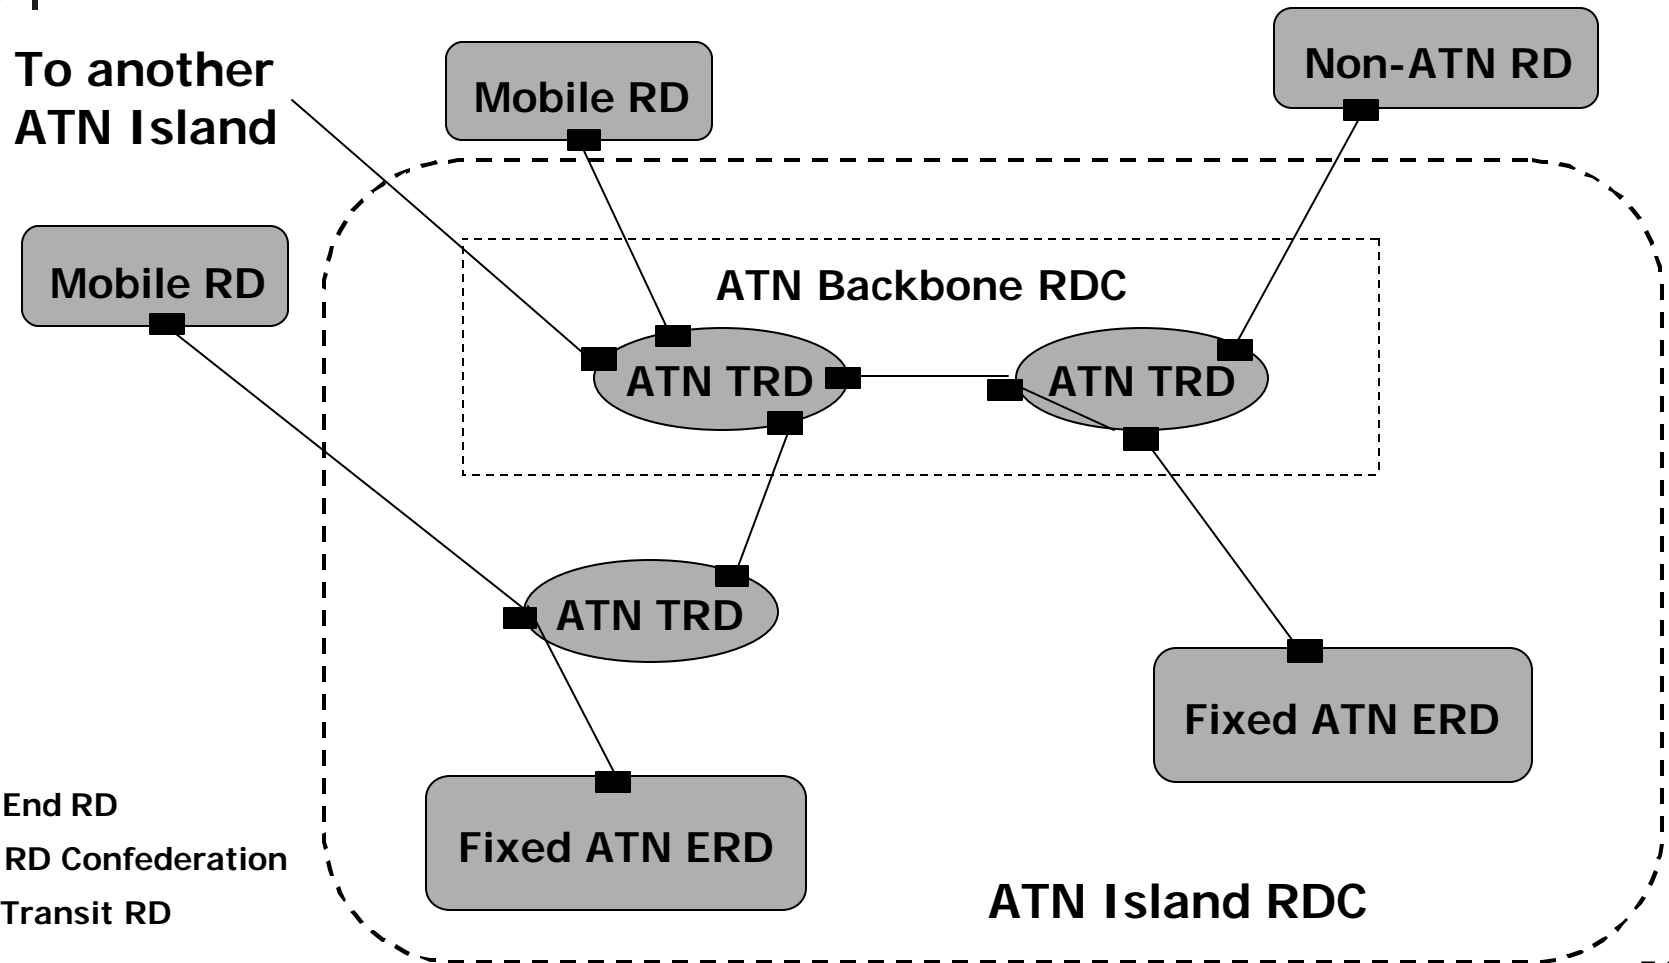 To another
ATN Island
Mobile RD
Non-ATN RD
Mobile RD
ATN Backbone RDC
ATN TRD
ATN TRD
ATN TRD
Fixed ATN ERD
Fixed ATN ERD
End RD
RD Confederation
Transit RD
ATN Island RDC